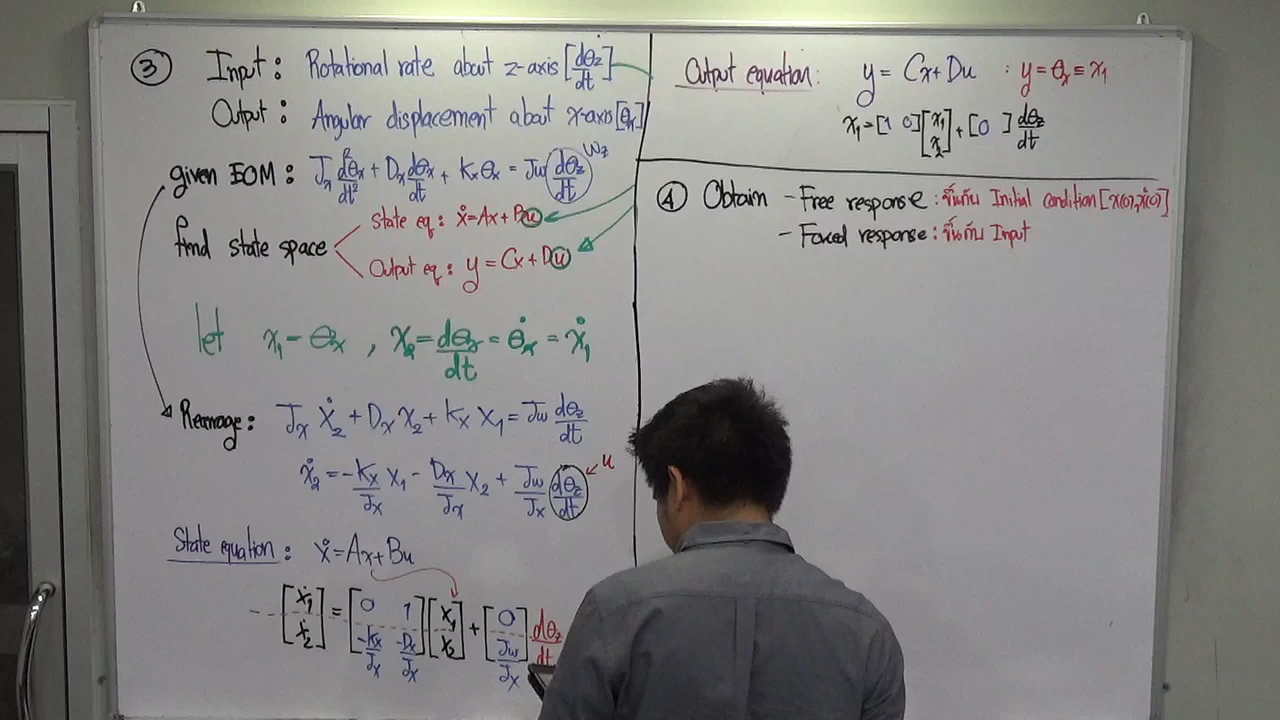 ③ Input: Rotational rate about z-axis [dθz/dt]
Output: Angular displacement about x-axis [θx]
given EOM: Jx d²θx/dt² + Dx dθx/dt + Kx θx = Jw (dθz/dt) Wz
find state space
State eq: ẋ = Ax + Bu
Output eq: y = Cx + Du
let x1 = θx , x2 = dθx/dt = θ̇x = ẋ1
Rearrage: Jx ẋ2 + Dx x2 + Kx x1 = Jw dθz/dt
ẋ2 = -Kx/Jx x1 - Dx/Jx x2 + Jw/Jx dθz/dt ← u
State equation: ẋ = Ax + Bu
[ẋ1 ẋ2] = [0 1 -Kx/Jx -Dx/Jx] [x1 x2] + [0 Jw/Jx] dθz/dt
Output equation: y = Cx + Du : y = θx ≡ x1
x1 = [1 0] [x1 x2] + [0] dθz/dt
④ Obtain - Free response: ขึ้นกับ Initial condition [x(0), ẋ(0)]
- Forced response: ขึ้นกับ Input